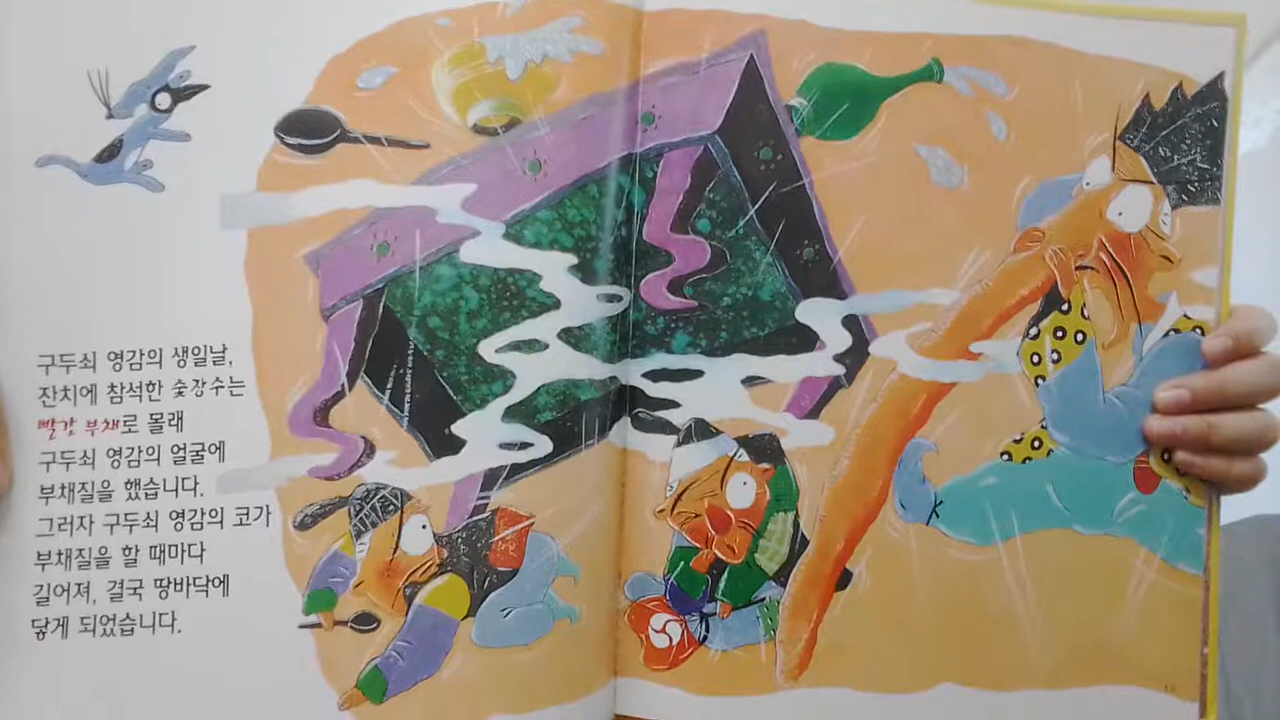 구두쇠 영감의 생일날,
잔치에 참석한 숯장수는
빨강 부채로 몰래
구두쇠 영감의 얼굴에
부채질을 했습니다.
그러자 구두쇠 영감의 코가
부채질을 할 때마다
길어져, 결국 땅바닥에
닿게 되었습니다.